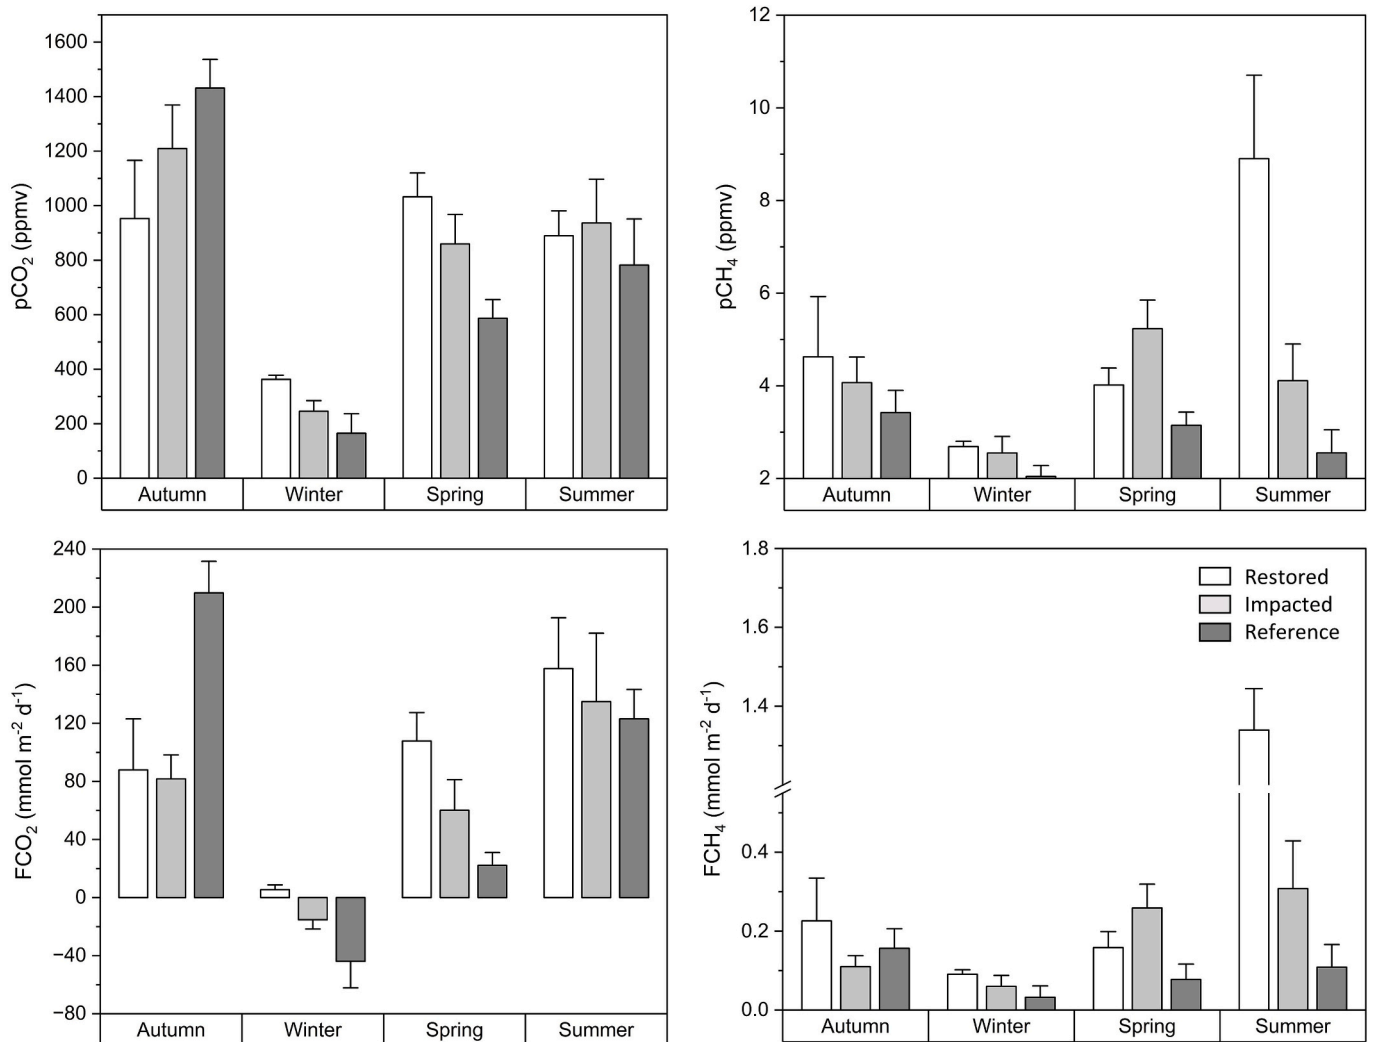 1600
1400
1200
1000
800
600
400
200
0
pCO2 (ppmv)
Autumn Winter Spring Summer
12
10
8
6
4
2
pCH4 (ppmv)
Autumn Winter Spring Summer
240
200
160
120
80
40
0
−40
−80
FCO2 (mmol m-2 d-1)
Autumn Winter Spring Summer
1.8
1.6
1.4
0.4
0.2
0.0
FCH4 (mmol m-2 d-1)
Restored
Impacted
Reference
Autumn Winter Spring Summer